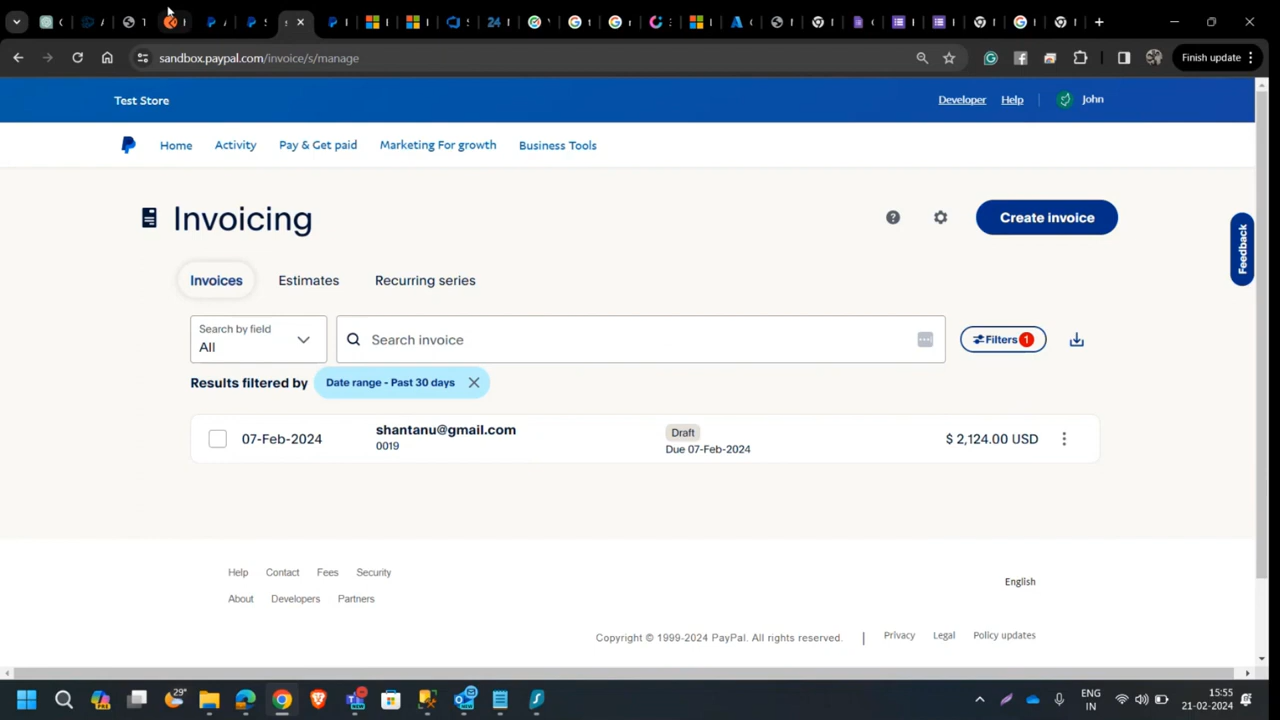 sandbox.paypal.com/invoice/s/manage
Finish update
Test Store
Developer
Help
John
Home
Activity
Pay & Get paid
Marketing For growth
Business Tools
Invoicing
Create invoice
Feedback
Invoices
Estimates
Recurring series
Search by field
All
Search invoice
Filters 1
Results filtered by
Date range - Past 30 days
07-Feb-2024
shantanu@gmail.com
0019
Draft
Due 07-Feb-2024
$ 2,124.00 USD
Help Contact Fees Security
English
About Developers Partners
Copyright © 1999-2024 PayPal. All rights reserved.
Privacy
Legal
Policy updates
29°
ENG
IN
15:55
21-02-2024